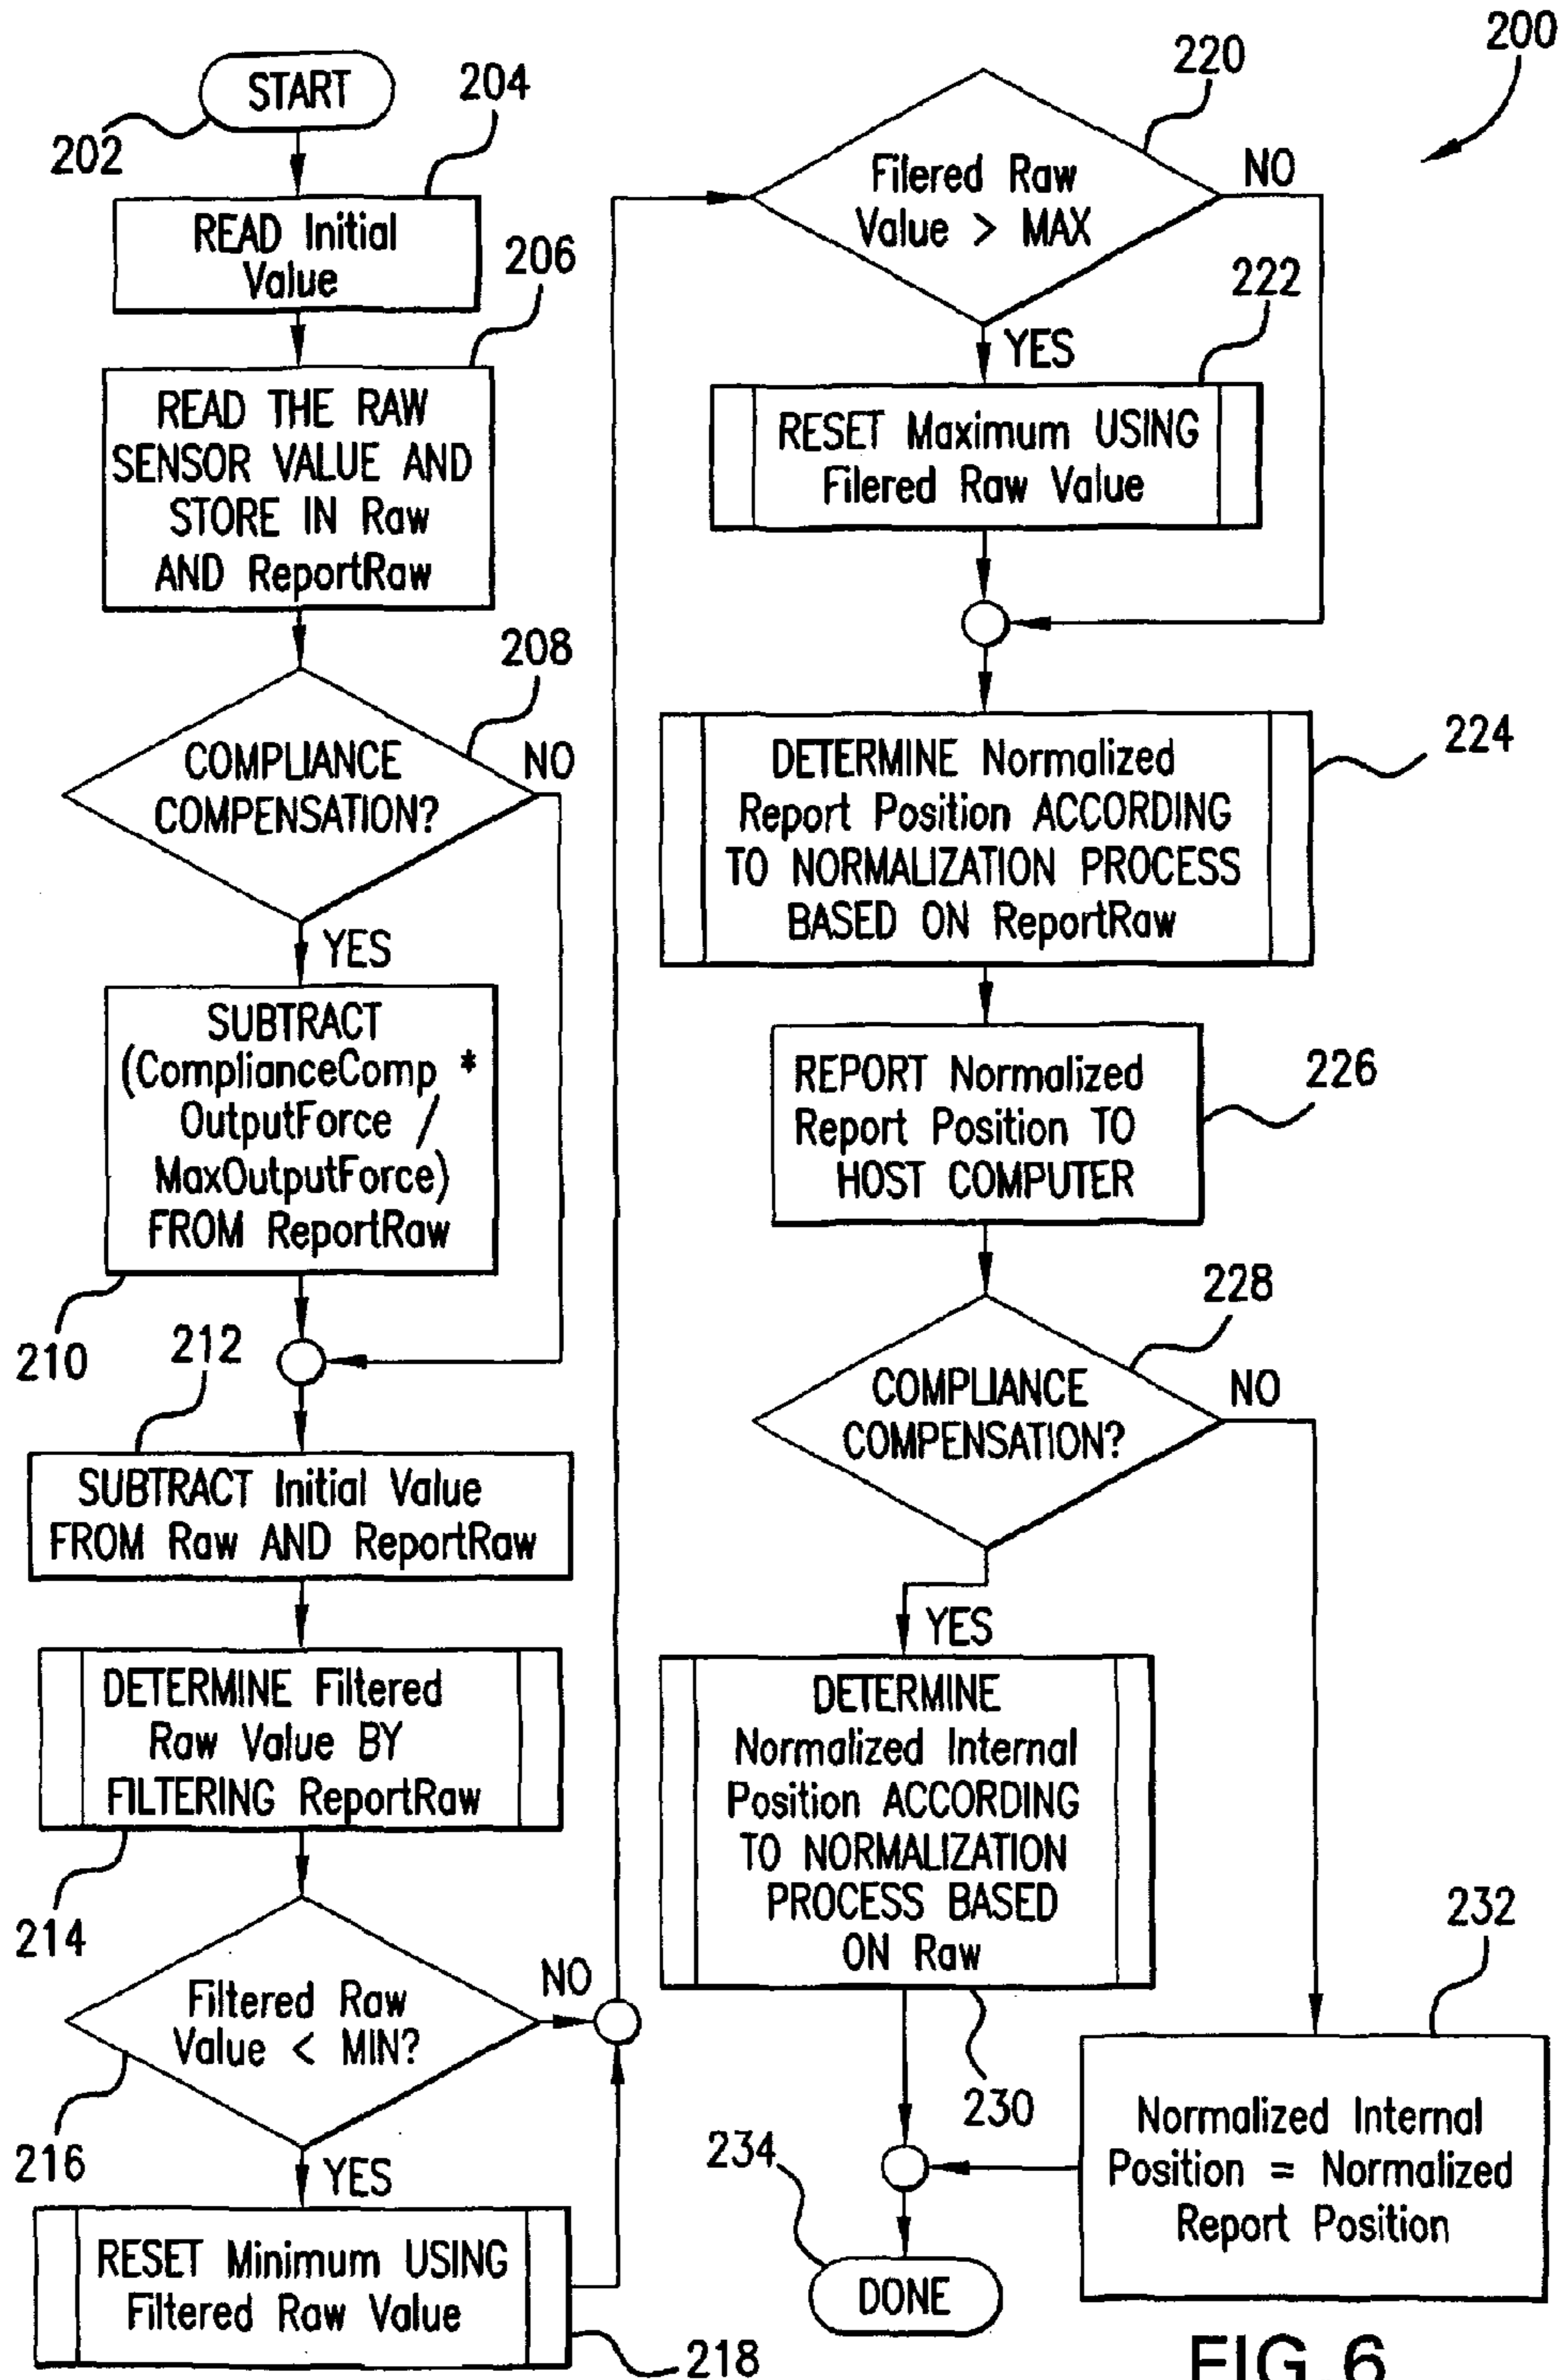 200
START
202
204
READ Initial
Value
206
READ THE RAW
SENSOR VALUE AND
STORE IN Raw
AND ReportRaw
208
COMPLIANCE
COMPENSATION?
NO
YES
SUBTRACT
(ComplianceComp *
OutputForce /
MaxOutputForce)
FROM ReportRaw
210
212
SUBTRACT Initial Value
FROM Raw AND ReportRaw
DETERMINE Filtered
Raw Value BY
FILTERING ReportRaw
214
Filtered Raw
Value < MIN?
NO
216
YES
RESET Minimum USING
Filtered Raw Value
218
220
Filered Raw
Value > MAX
NO
YES
222
RESET Maximum USING
Filered Raw Value
DETERMINE Normalized
Report Position ACCORDING
TO NORMALIZATION PROCESS
BASED ON ReportRaw
224
REPORT Normalized
Report Position TO
HOST COMPUTER
226
228
COMPLIANCE
COMPENSATION?
NO
YES
DETERMINE
Normalized Internal
Position ACCORDING
TO NORMALIZATION
PROCESS BASED
ON Raw
230
232
Normalized Internal
Position = Normalized
Report Position
234
DONE
FIG 6